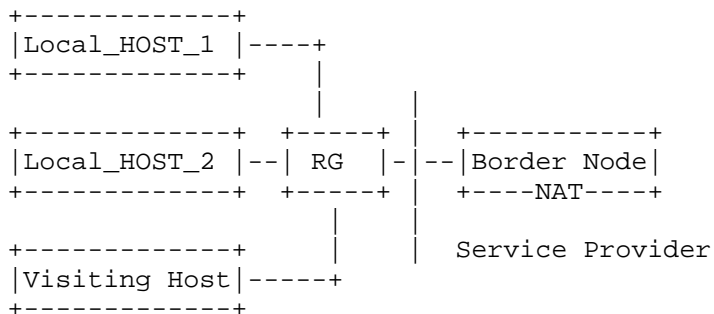 Local_HOST_1
Local_HOST_2 RG Border Node
NAT
Service Provider
Visiting Host